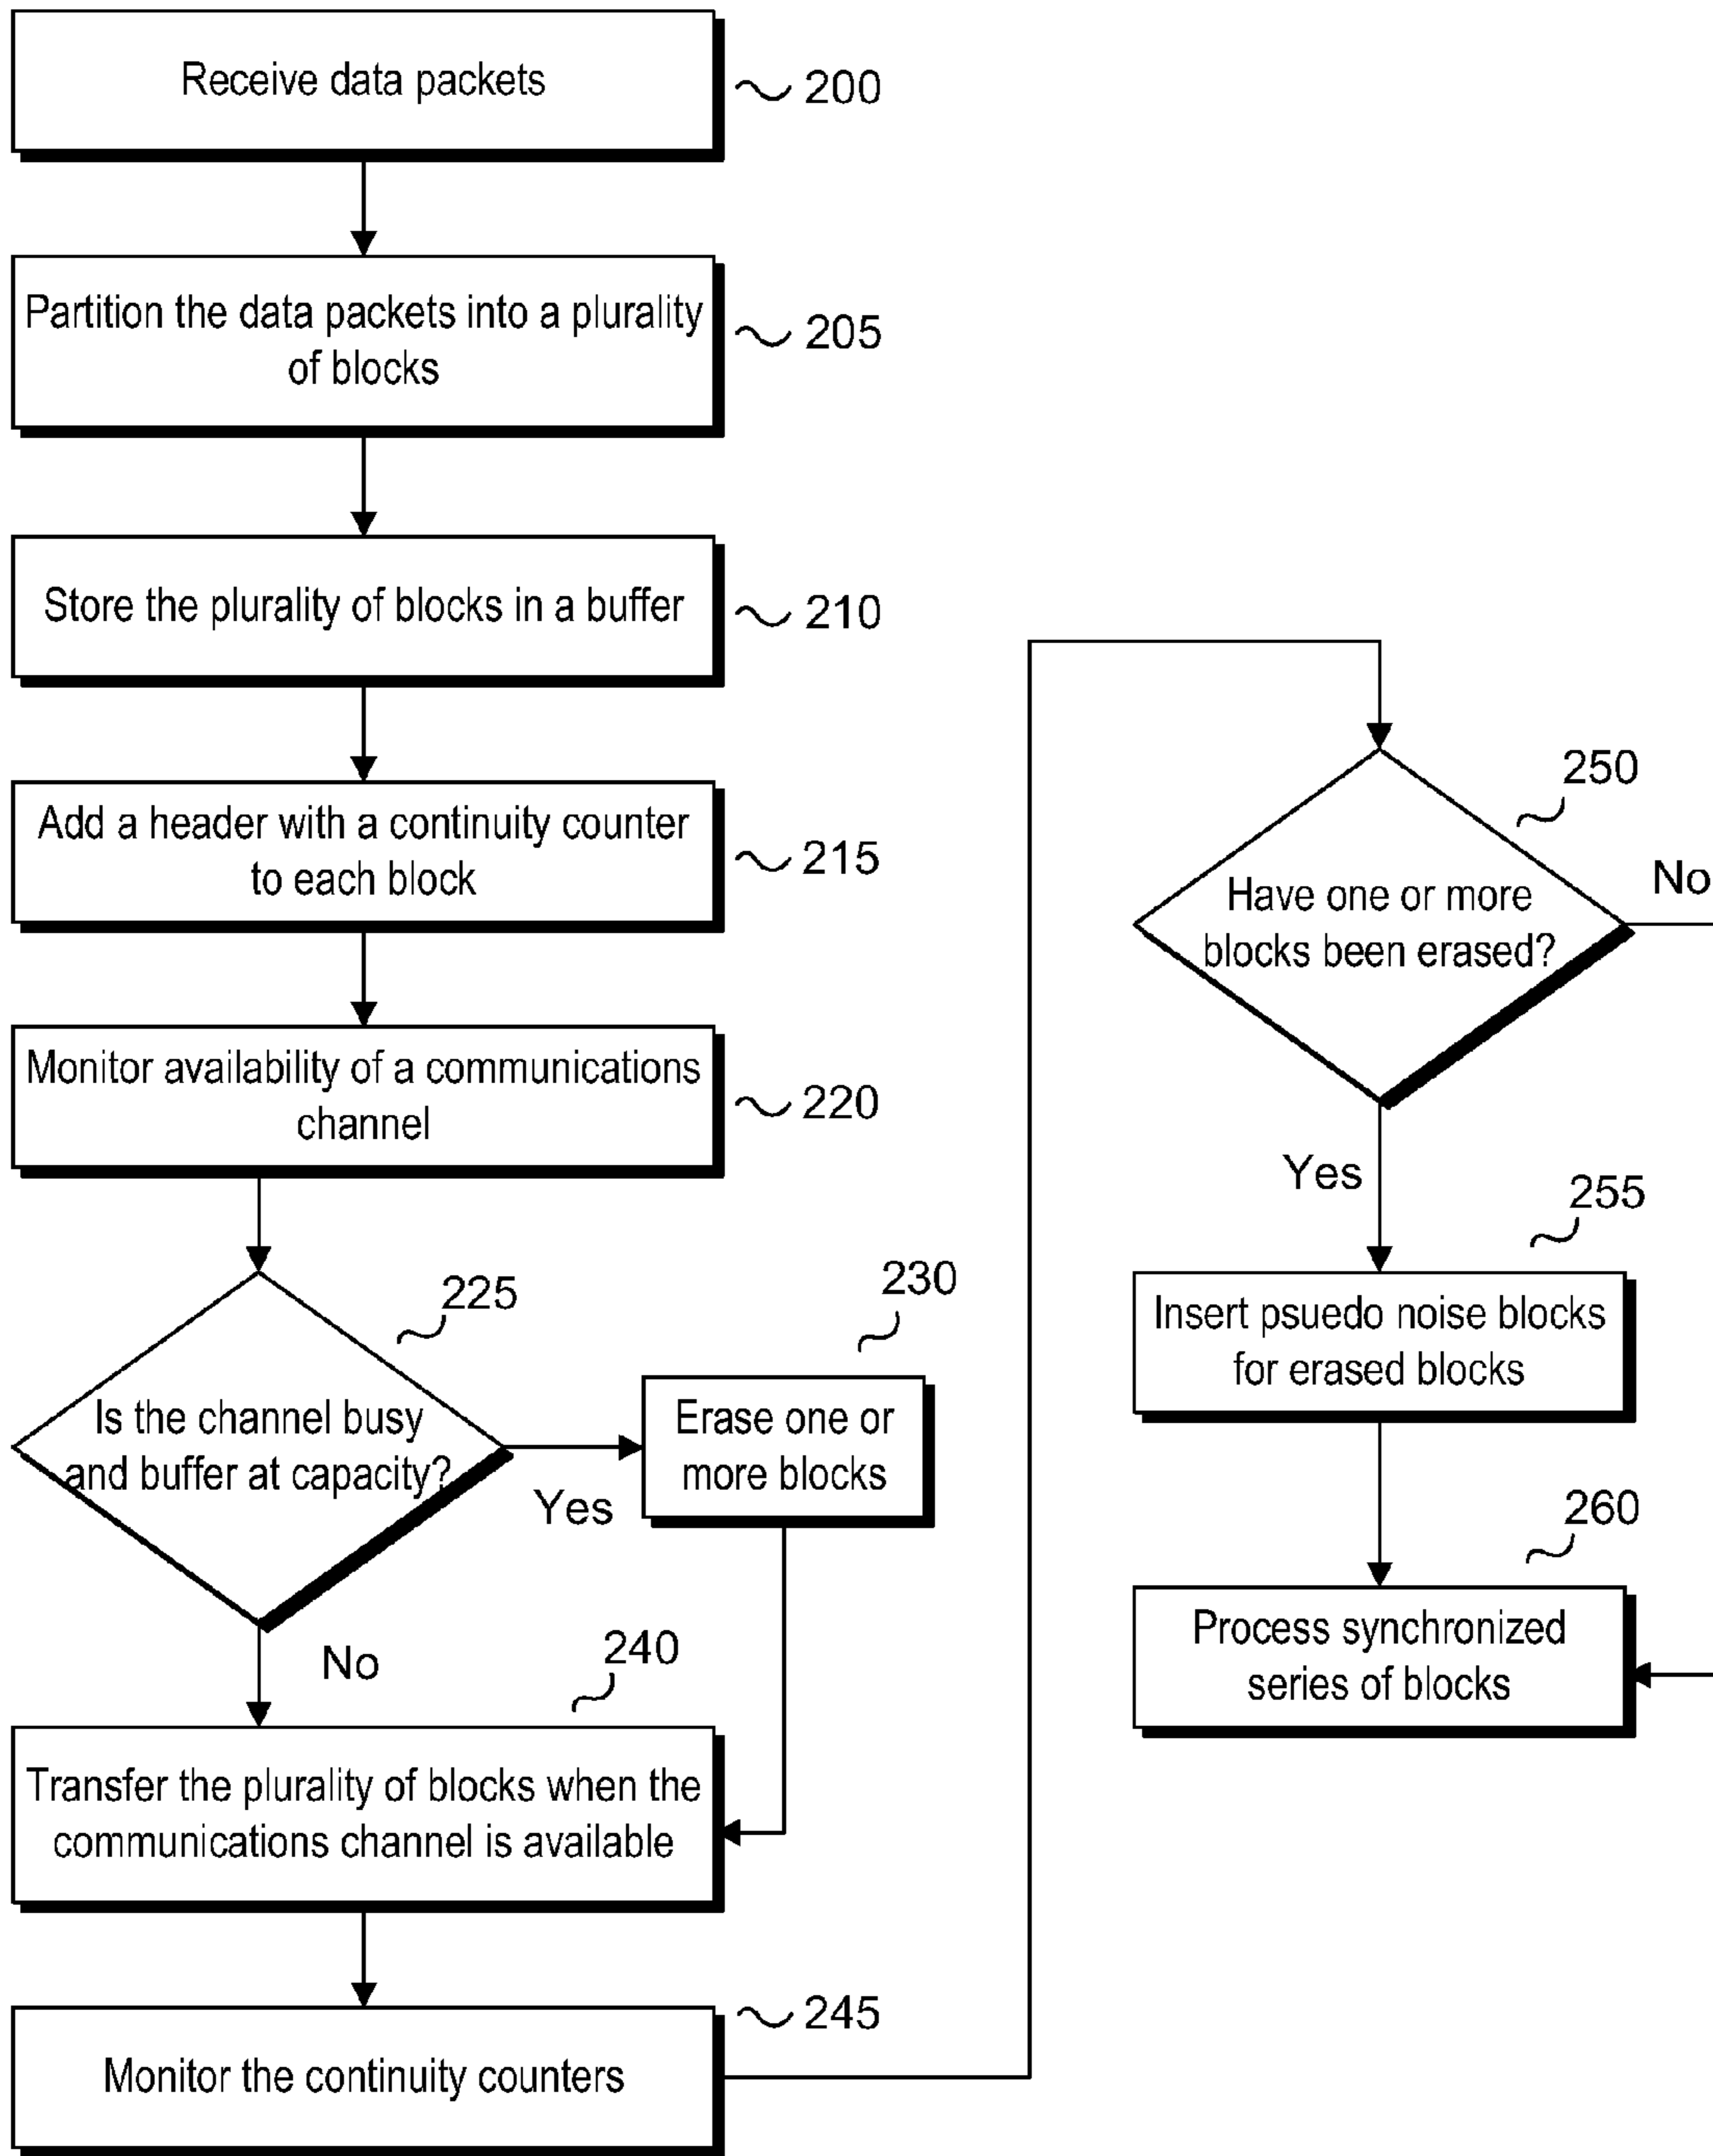 Receive data packets
200
Partition the data packets into a plurality
of blocks
205
Store the plurality of blocks in a buffer
210
Add a header with a continuity counter
to each block
215
Monitor availability of a communications
channel
220
225
Is the channel busy
and buffer at capacity?
Yes
230
Erase one or
more blocks
No
240
Transfer the plurality of blocks when the
communications channel is available
245
Monitor the continuity counters
250
Have one or more
blocks been erased?
No
Yes
255
Insert psuedo noise blocks
for erased blocks
260
Process synchronized
series of blocks